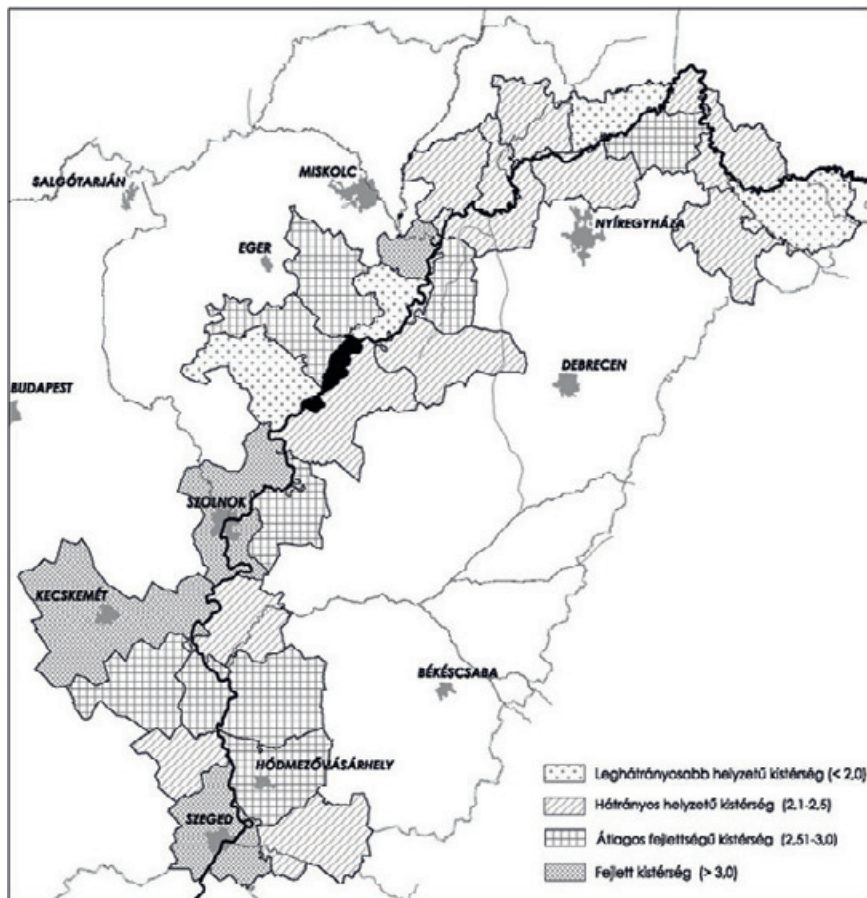 SALGÓTARJÁN
MISKOLC
NYÍREGYHÁZA
EGER
DEBRECEN
BUDAPEST
SZOLNOK
KECSKEMÉT
BÉKÉSCSABA
HÓDMEZŐVÁSÁRHELY
SZEGED
Leghátrányosabb helyzetű kistérség (< 2,0)
Hátrányos helyzetű kistérség (2,1-2,5)
Átlagos fejlettségű kistérség (2,51-3,0)
Fejlett kistérség (> 3,0)